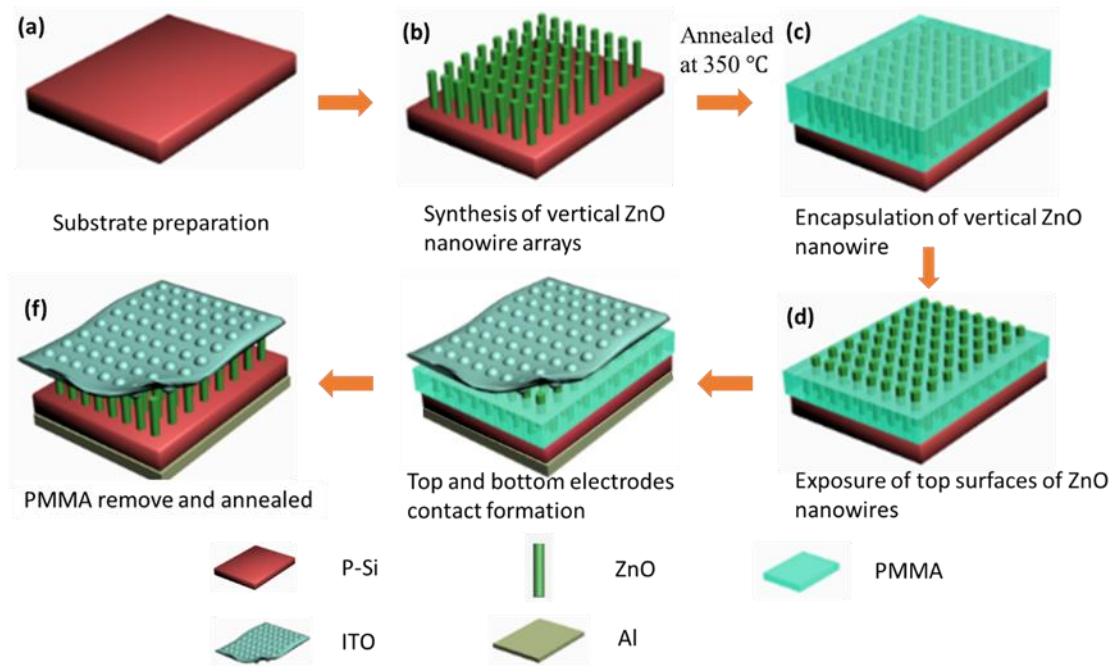 (a)
Substrate preparation
(b)
Synthesis of vertical ZnO
nanowire arrays
Annealed
at 350 ℃
(c)
Encapsulation of vertical ZnO
nanowire
(d)
Exposure of top surfaces of ZnO
nanowires
Top and bottom electrodes
contact formation
(f)
PMMA remove and annealed
P-Si
ZnO
PMMA
ITO
Al